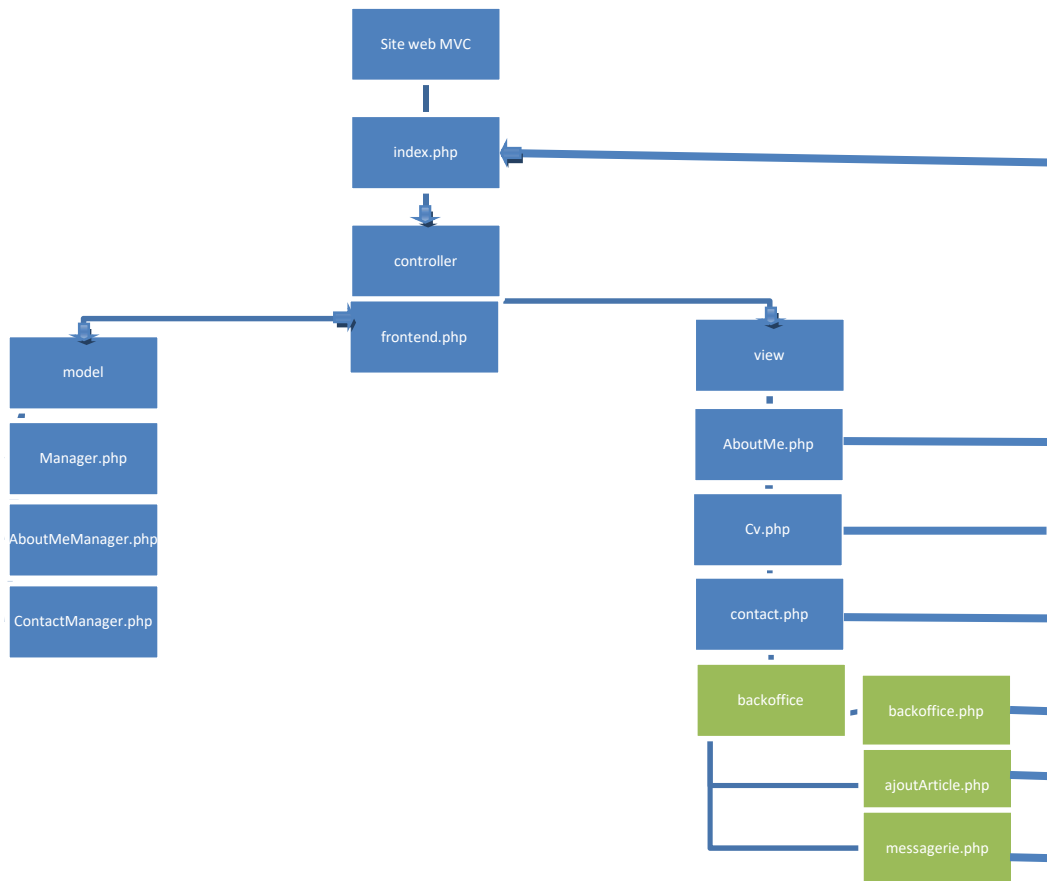 Site web MVC
index.php
controller
frontend.php
model
Manager.php
AboutMeManager.php
ContactManager.php
view
AboutMe.php
Cv.php
contact.php
backoffice
backoffice.php
ajoutArticle.php
messagerie.php